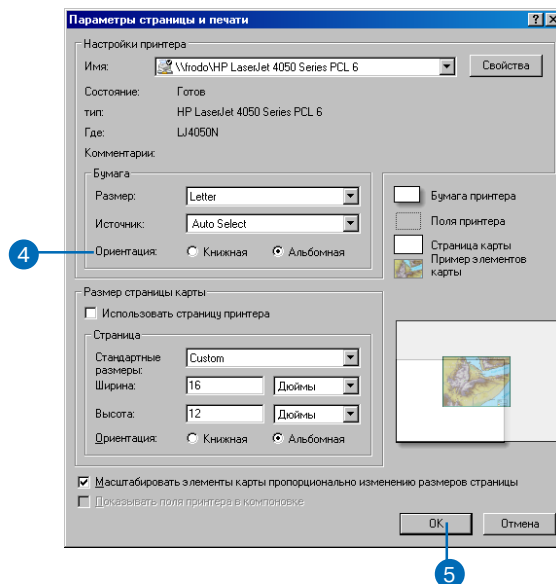 Параметры страницы и печати
Настройки принтера
Имя: \\frodo\HP LaserJet 4050 Series PCL 6 Свойства
Состояние: Готов
тип: HP LaserJet 4050 Series PCL 6
Где: LJ4050N
Комментарии:
Бумага
Размер: Letter
Источник: Auto Select
4 Ориентация: Книжная Альбомная
Бумага принтера
Поля принтера
Страница карты
Пример элементов
карты
Размер страницы карты
Использовать страницу принтера
Страница
Стандартные
размеры: Custom
Ширина: 16 Дюймы
Высота: 12 Дюймы
Ориентация: Книжная Альбомная
Масштабировать элементы карты пропорционально изменению размеров страницы
Показывать поля принтера в компоновке
OK Отмена
5